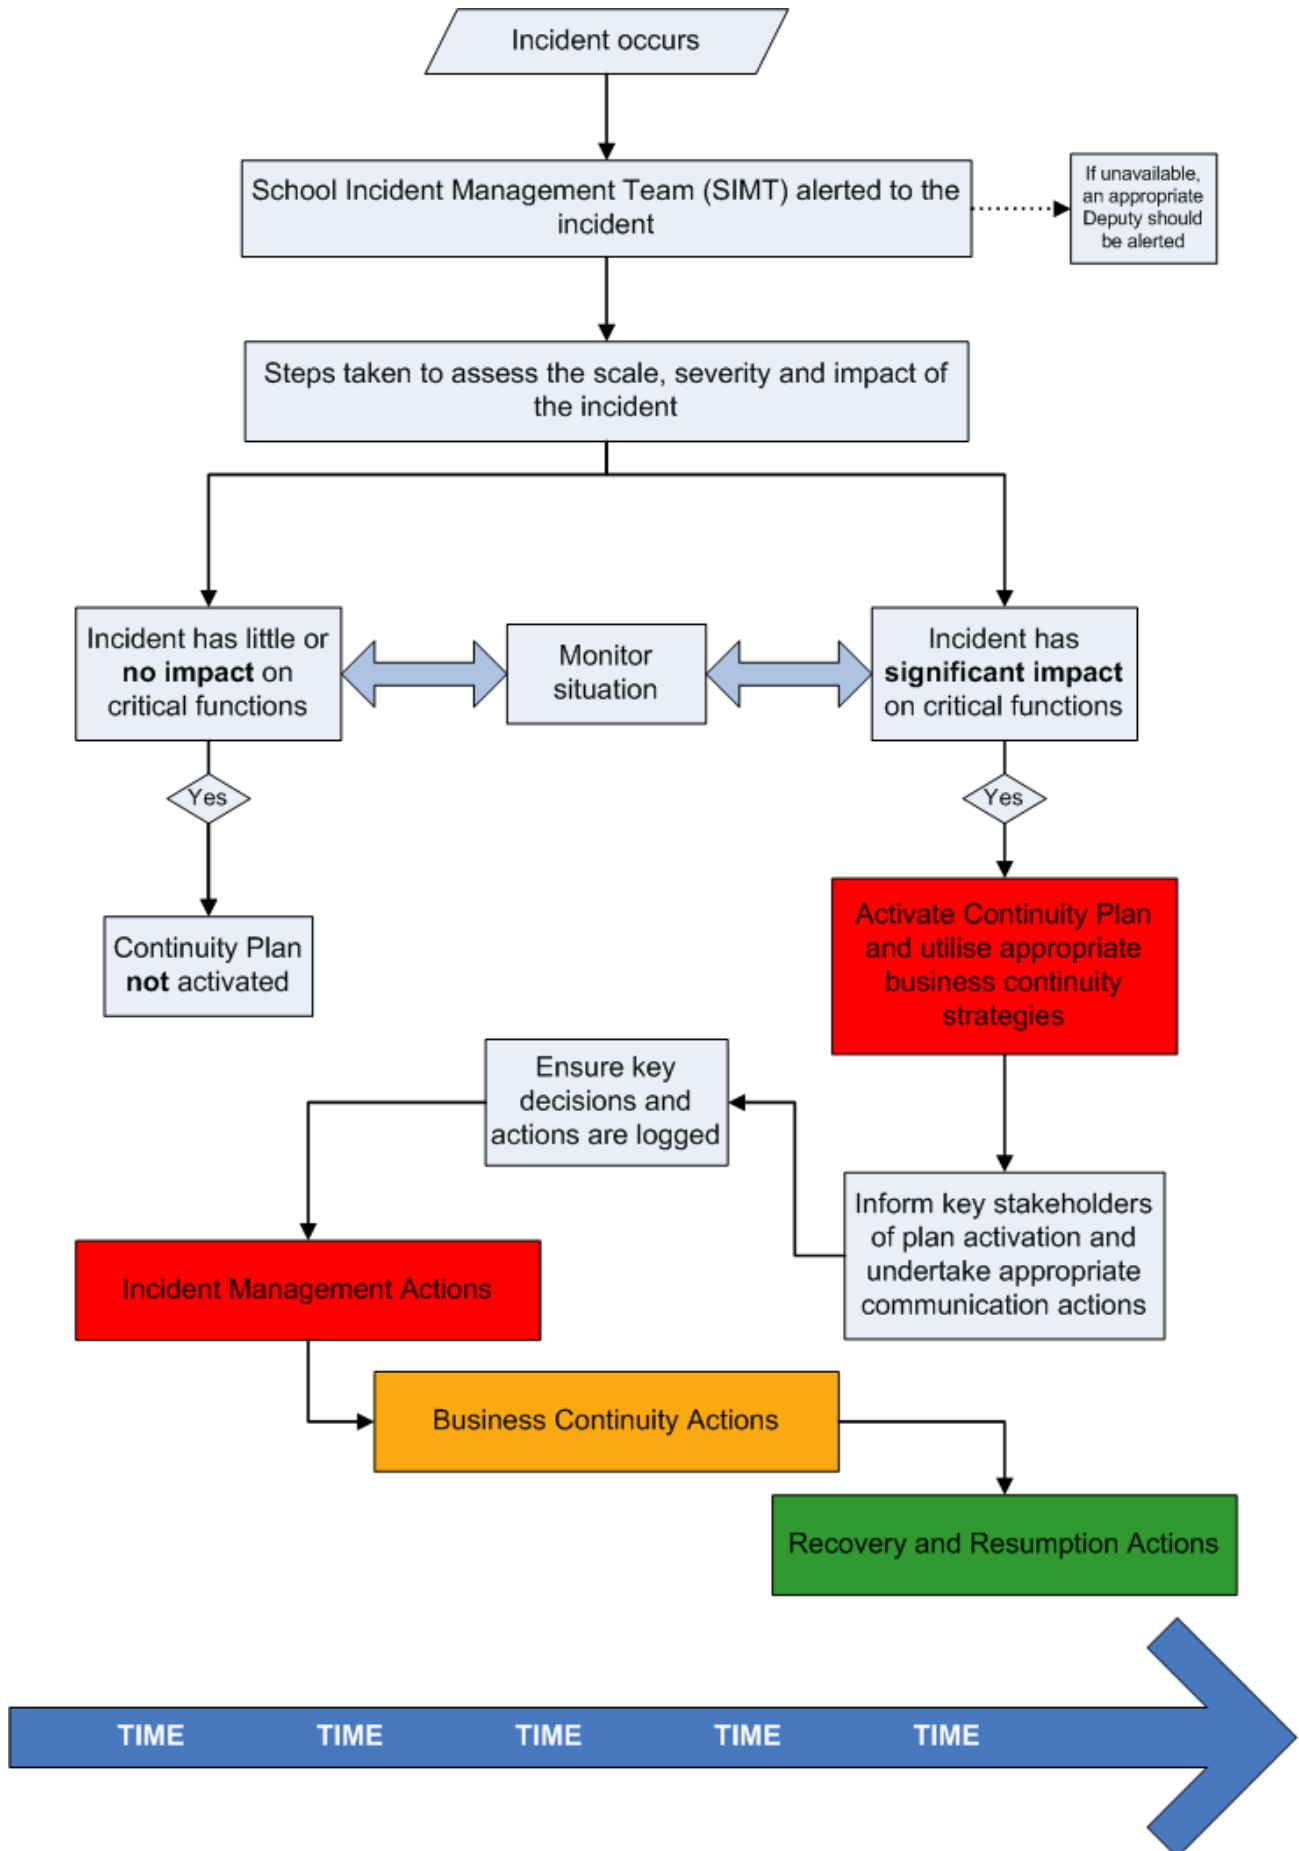 Incident occurs
School Incident Management Team (SIMT) alerted to the
incident
If unavailable,
an appropriate
Deputy should
be alerted
Steps taken to assess the scale, severity and impact of
the incident
Incident has little or
no impact on
critical functions
Monitor
situation
Incident has
significant impact
on critical functions
Yes
Yes
Continuity Plan
not activated
Activate Continuity Plan
and utilise appropriate
business continuity
strategies
Ensure key
decisions and
actions are logged
Inform key stakeholders
of plan activation and
undertake appropriate
communication actions
Incident Management Actions
Business Continuity Actions
Recovery and Resumption Actions
TIME TIME TIME TIME TIME